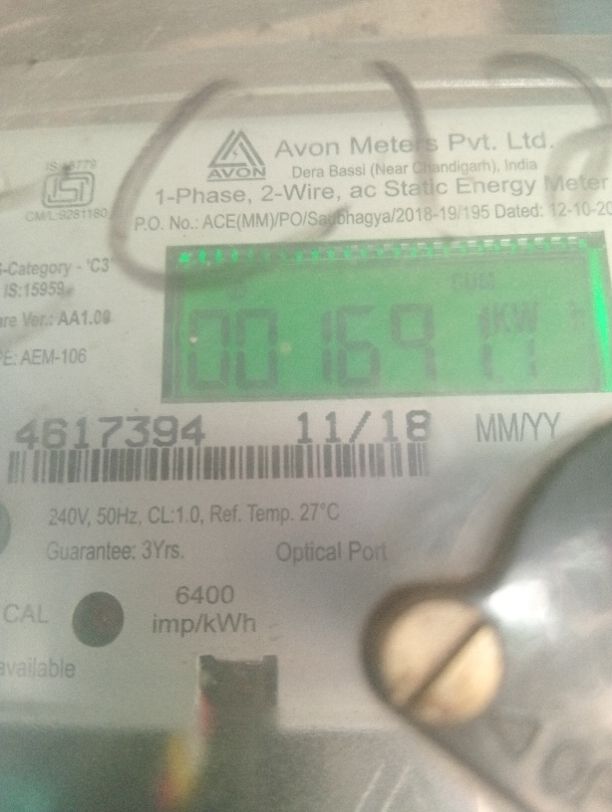 IS:13779
ISI
CM/L:9281180
AVON
Avon Meters Pvt. Ltd.
Dera Bassi (Near Chandigarh), India
1-Phase, 2-Wire, ac Static Energy Meter
P.O. No.: ACE(MM)/PO/Saubhagya/2018-19/195 Dated: 12-10-20
-Category - 'C3'
IS:15959
are Ver.: AA1.09
PE: AEM-106
CUM
KW
4617394 11/18 MM/YY
240V, 50Hz, CL:1.0, Ref. Temp. 27°C
Guarantee: 3Yrs. Optical Port
CAL
6400
imp/kWh
available